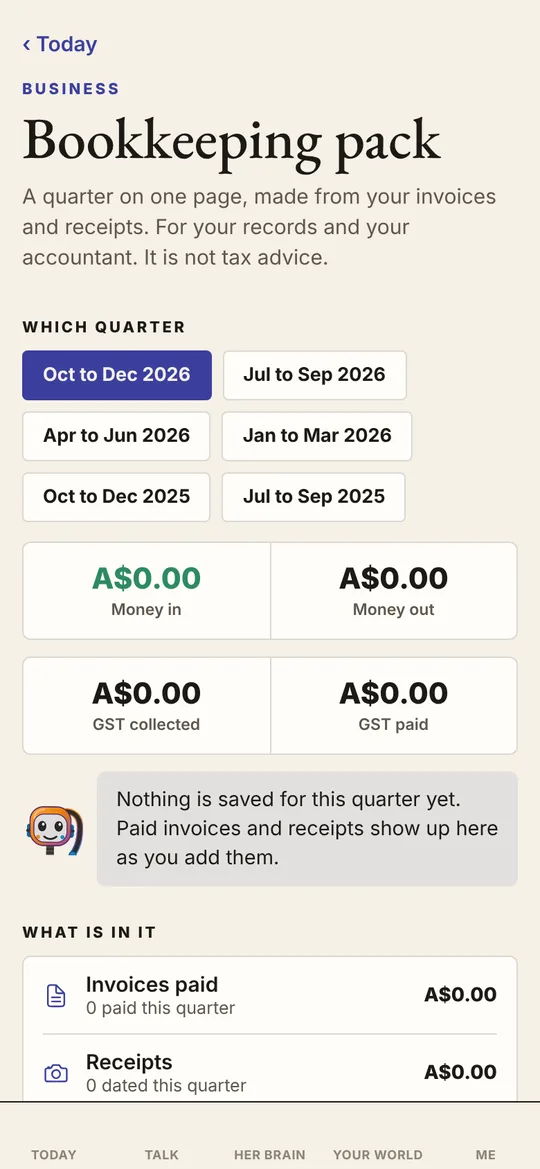 ‹ Today
BUSINESS
Bookkeeping pack
A quarter on one page, made from your invoices
and receipts. For your records and your
accountant. It is not tax advice.
WHICH QUARTER
Oct to Dec 2026
Jul to Sep 2026
Apr to Jun 2026
Jan to Mar 2026
Oct to Dec 2025
Jul to Sep 2025
A$0.00
Money in
A$0.00
Money out
A$0.00
GST collected
A$0.00
GST paid
Nothing is saved for this quarter yet.
Paid invoices and receipts show up here
as you add them.
WHAT IS IN IT
Invoices paid
0 paid this quarter
A$0.00
Receipts
0 dated this quarter
A$0.00
TODAY
TALK
HER BRAIN
YOUR WORLD
ME